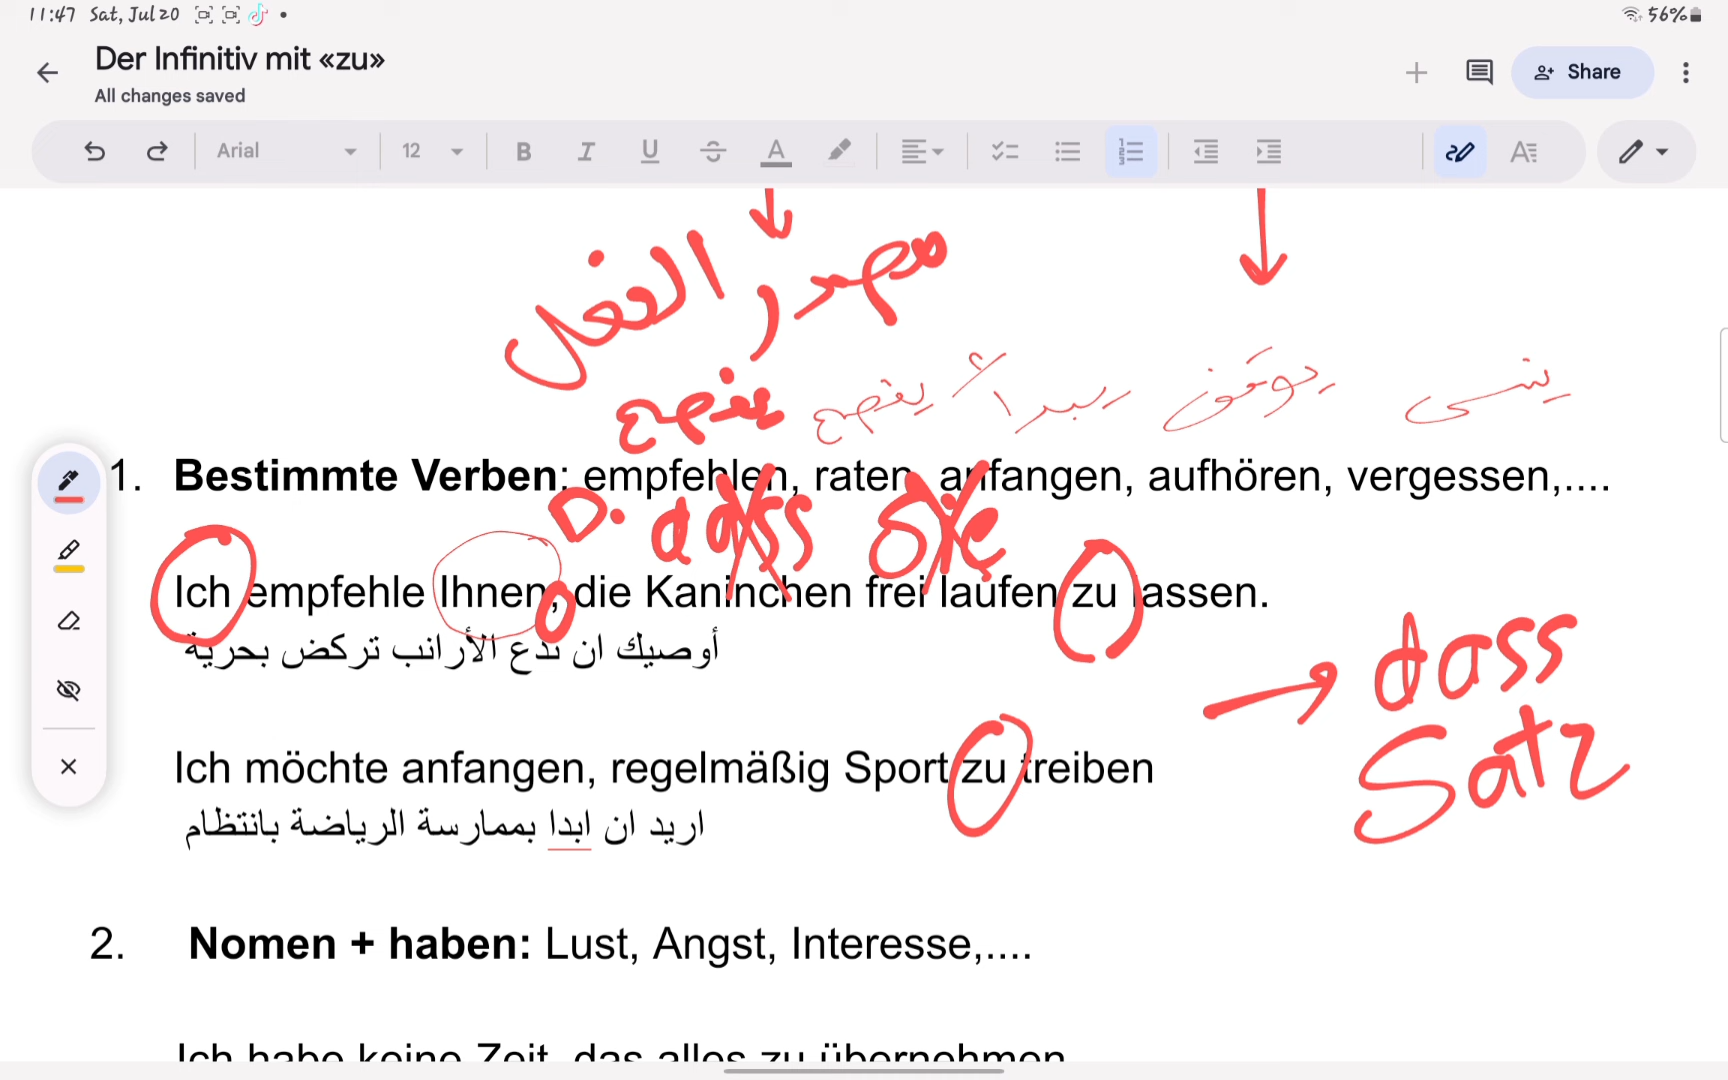 11:47 Sat, Jul 20 56%
Der Infinitiv mit «zu»
All changes saved
Share
Arial 12 B I U A
مصدر الفعل
ينصح ينصح يبدأ يوقف ينسى
1. Bestimmte Verben: empfehlen, raten, anfangen, aufhören, vergessen,....
D. dass Sie
Ich empfehle Ihnen, die Kaninchen frei laufen zu lassen.
أوصيك ان تدع الأرانب تركض بحرية
dass
Satz
Ich möchte anfangen, regelmäßig Sport zu treiben
اريد ان ابدا بممارسة الرياضة بانتظام
2. Nomen + haben: Lust, Angst, Interesse,....
Ich habe keine Zeit, das alles zu übernehmen